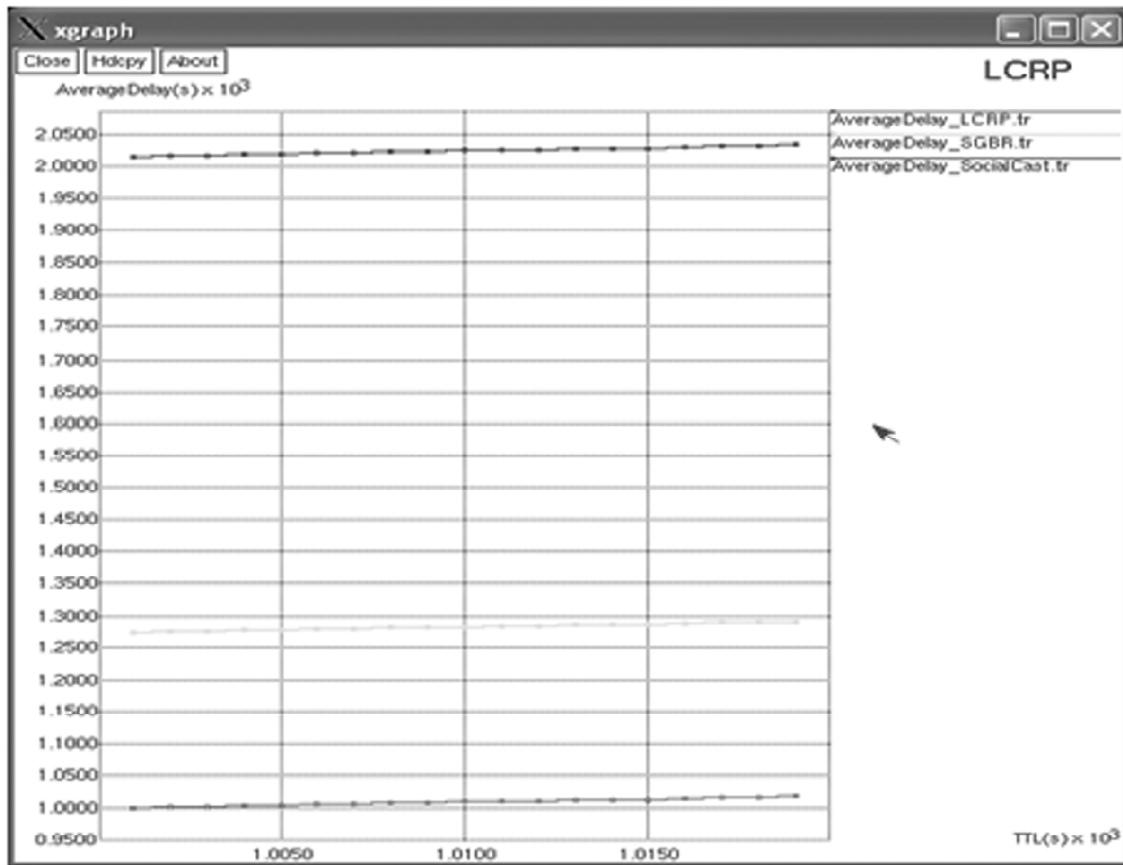 xgraph
Close Hdcpy About
LCRP
AverageDelay(s) x 10³
AverageDelay_LCRP.tr
AverageDelay_SGBR.tr
AverageDelay_SocialCast.tr
2.0500
2.0000
1.9500
1.9000
1.8500
1.8000
1.7500
1.7000
1.6500
1.6000
1.5500
1.5000
1.4500
1.4000
1.3500
1.3000
1.2500
1.2000
1.1500
1.1000
1.0500
1.0000
0.9500
TTL(s) x 10³
1.0050 1.0100 1.0150